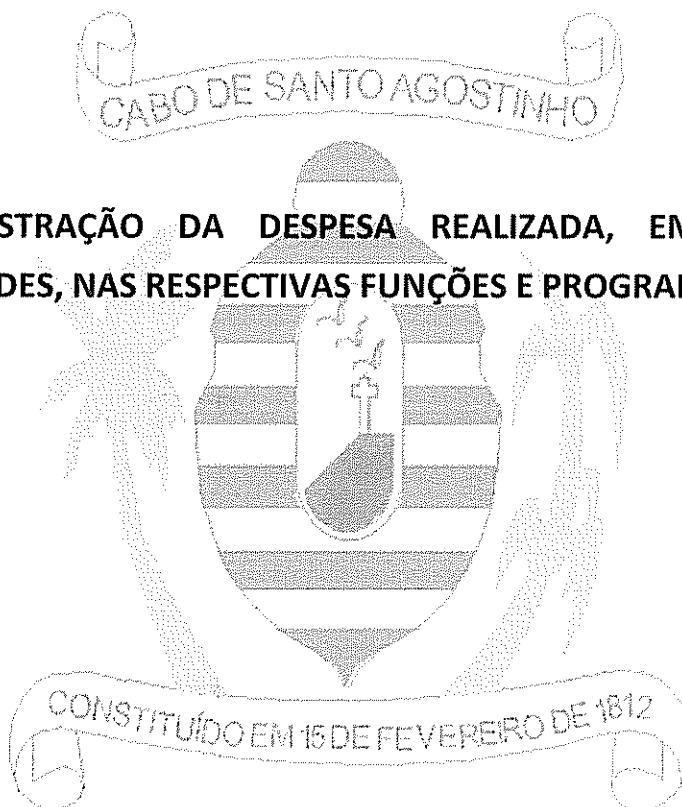 CABO DE SANTO AGOSTINHO
STRAÇÃO DA DESPESA REALIZADA, EM
DES, NAS RESPECTIVAS FUNÇÕES E PROGRA
CONSTITUÍDO EM 15 DE FEVEREIRO DE 1812